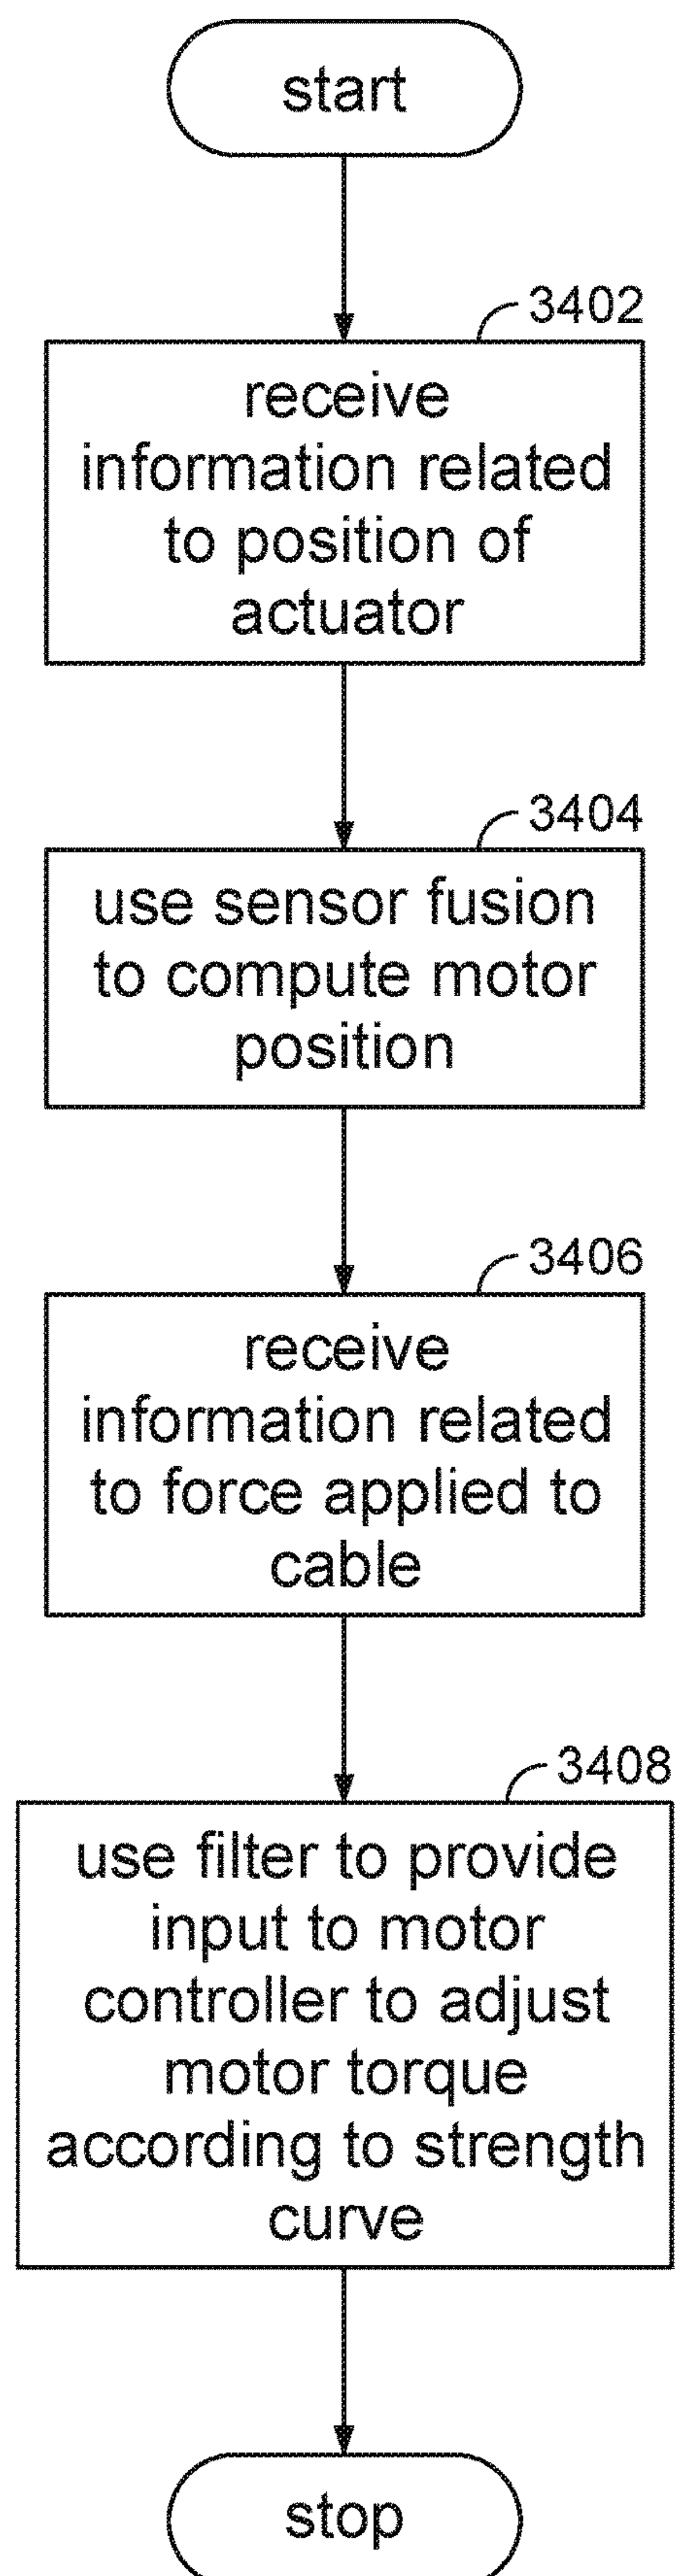 start
3402
receive
information related
to position of
actuator
3404
use sensor fusion
to compute motor
position
3406
receive
information related
to force applied to
cable
3408
use filter to provide
input to motor
controller to adjust
motor torque
according to strength
curve
stop